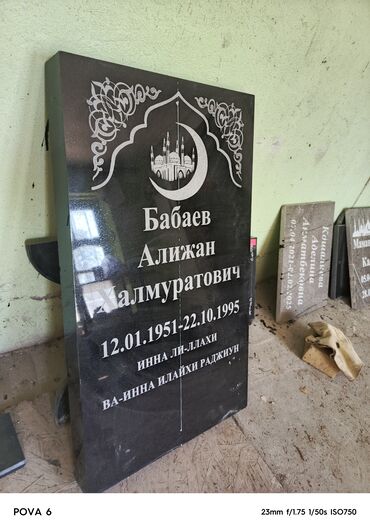 Бабаев
Алижан
Халмуратович
12.01.1951-22.10.1995
ИННА ЛИ-ЛЛАХИ
ВА-ИННА ИЛАЙХИ РАДЖИУН
POVA 6
23mm f/1.75 1/50s ISO750